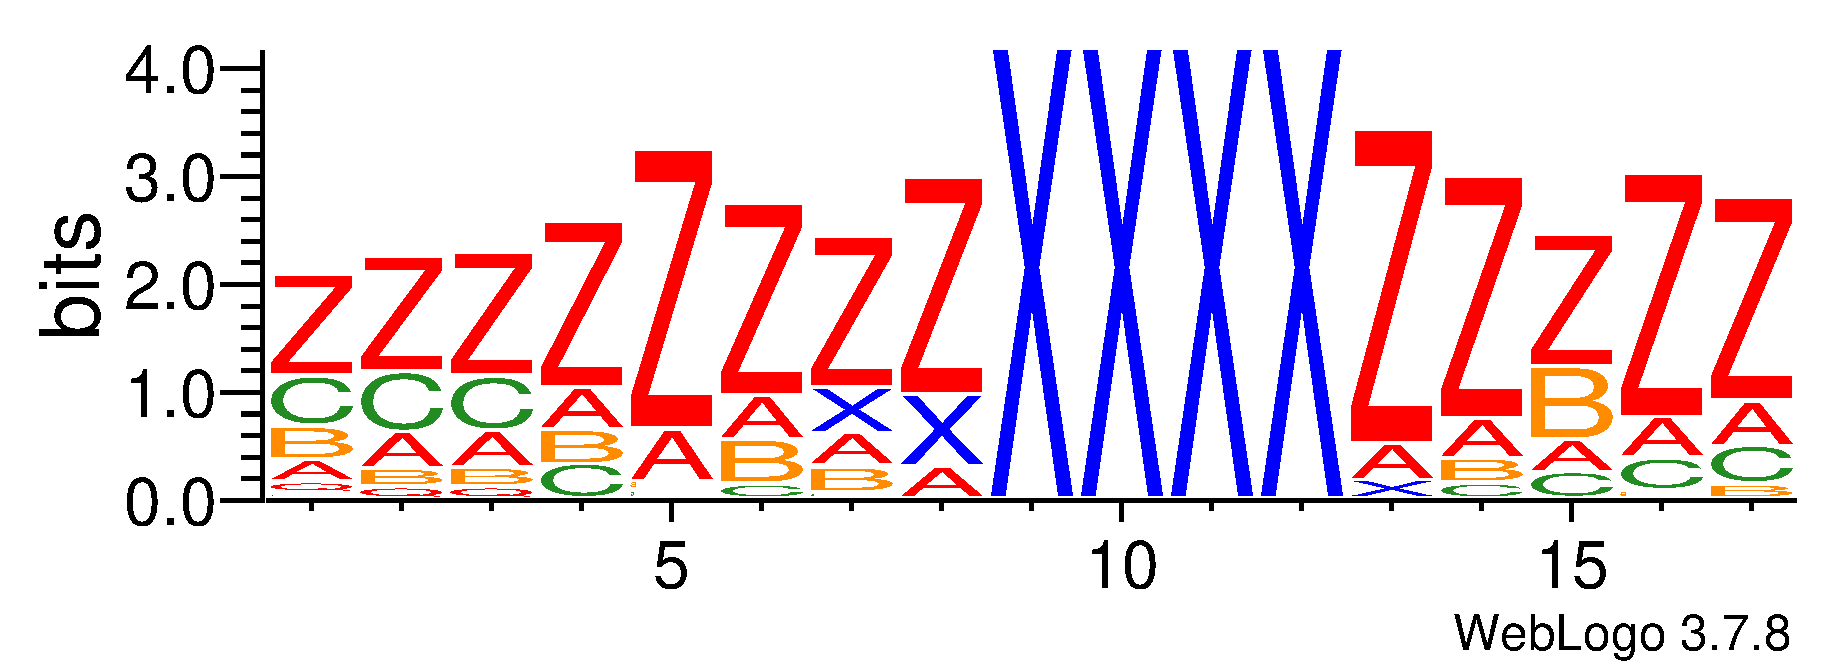 bits
4.0
3.0
2.0
1.0
0.0
Z Z Z Z Z Z Z Z X X X X Z Z Z Z Z
C C C A A A X X A A B A A
B A A B B A A X B A C C
A B B C C B C C B
5 10 15
WebLogo 3.7.8